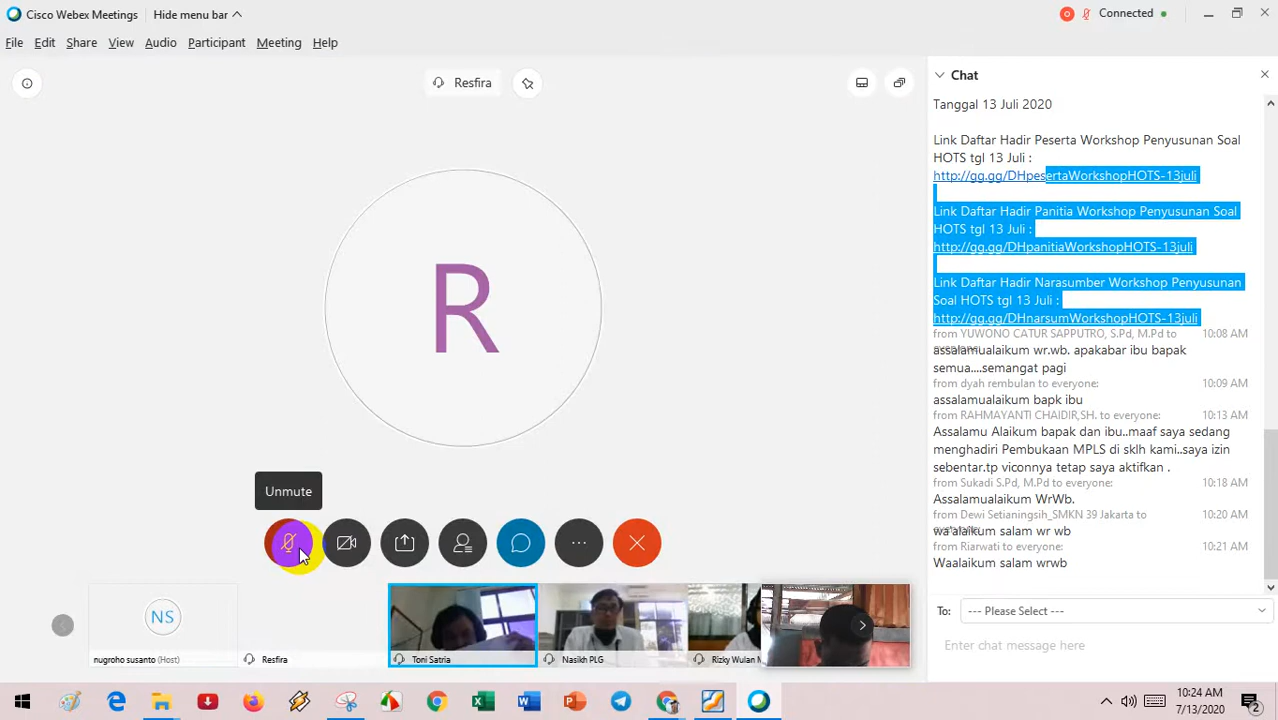 Cisco Webex Meetings
Hide menu bar
Connected
File Edit Share View Audio Participant Meeting Help
Resfira
R
Unmute
NS
nugroho susanto (Host)
Resfira
Toni Satria
Nasikh PLG
Rizky Wulan M
Chat
Tanggal 13 Juli 2020
Link Daftar Hadir Peserta Workshop Penyusunan Soal
HOTS tgl 13 Juli :
http://gg.gg/DHpesertaWorkshopHOTS-13juli
Link Daftar Hadir Panitia Workshop Penyusunan Soal
HOTS tgl 13 Juli :
http://gg.gg/DHpanitiaWorkshopHOTS-13juli
Link Daftar Hadir Narasumber Workshop Penyusunan
Soal HOTS tgl 13 Juli :
http://gg.gg/DHnarsumWorkshopHOTS-13juli
from YUWONO CATUR SAPPUTRO, S.Pd, M.Pd to 10:08 AM
assalamualaikum wr.wb. apakabar ibu bapak
semua....semangat pagi
from dyah rembulan to everyone: 10:09 AM
assalamualaikum bapk ibu
from RAHMAYANTI CHAIDIR,SH. to everyone: 10:13 AM
Assalamu Alaikum bapak dan ibu..maaf saya sedang
menghadiri Pembukaan MPLS di sklh kami..saya izin
sebentar.tp viconnya tetap saya aktifkan .
from Sukadi S.Pd, M.Pd to everyone: 10:18 AM
Assalamualaikum WrWb.
from Dewi Setianingsih_SMKN 39 Jakarta to 10:20 AM
wa'alaikum salam wr wb
from Riarwati to everyone: 10:21 AM
Waalaikum salam wrwb
To: --- Please Select ---
Enter chat message here
10:24 AM
7/13/2020
2